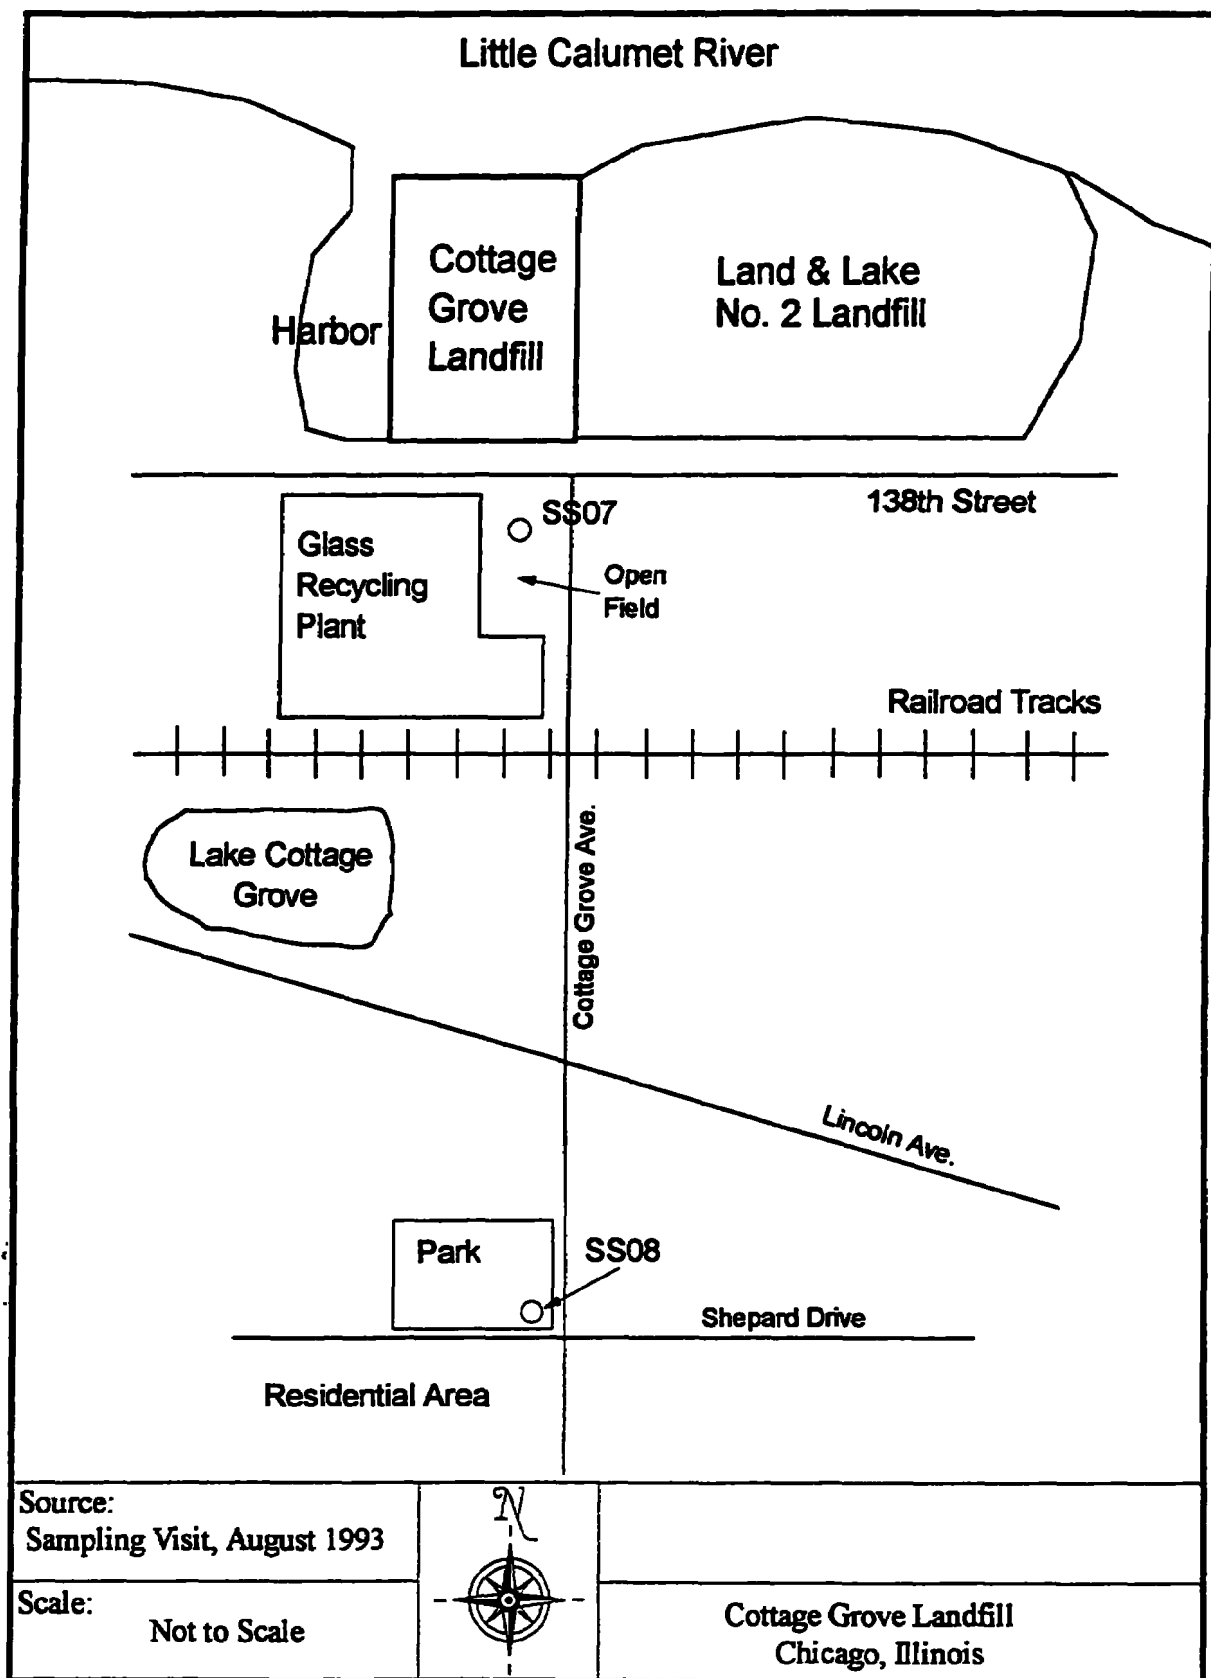 Little Calumet River
Cottage
Grove
Landfill
Land & Lake
No. 2 Landfill
Harbor
138th Street
SS07
Glass
Recycling
Plant
Open
Field
Railroad Tracks
Lake Cottage
Grove
Cottage Grove Ave.
Lincoln Ave.
Park
SS08
Shepard Drive
Residential Area
Source:
Sampling Visit, August 1993
N
Scale:
Not to Scale
Cottage Grove Landfill
Chicago, Illinois